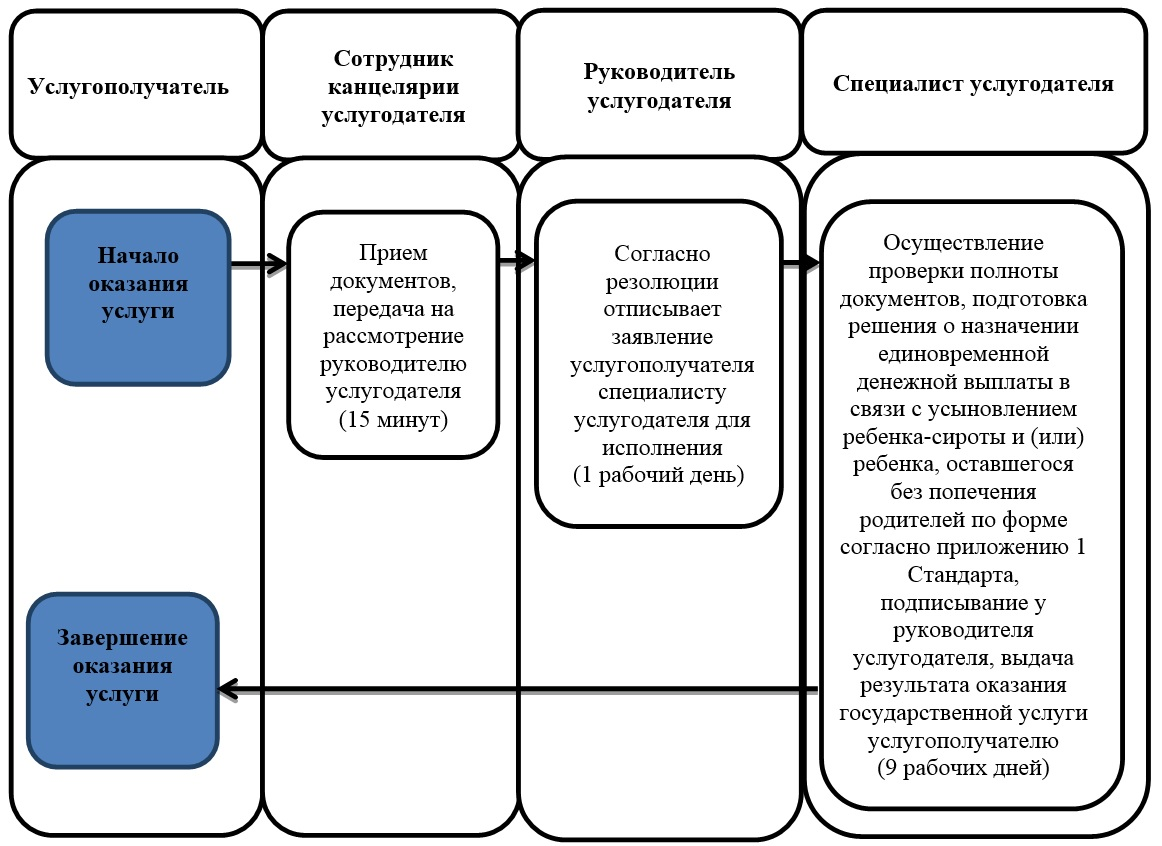 Услугополучатель
Сотрудник
канцелярии
услугодателя
Руководитель
услугодателя
Специалист услугодателя
Начало
оказания
услуги
Прием
документов,
передача на
рассмотрение
руководителю
услугодателя
(15 минут)
Согласно
резолюции
отписывает
заявление
услугополучателя
специалисту
услугодателя для
исполнения
(1 рабочий день)
Осуществление
проверки полноты
документов, подготовка
решения о назначении
единовременной
денежной выплаты в
связи с усыновлением
ребенка-сироты и (или)
ребенка, оставшегося
без попечения
родителей по форме
согласно приложению 1
Стандарта,
подписывание у
руководителя
услугодателя, выдача
результата оказания
государственной услуги
услугополучателю
(9 рабочих дней)
Завершение
оказания
услуги